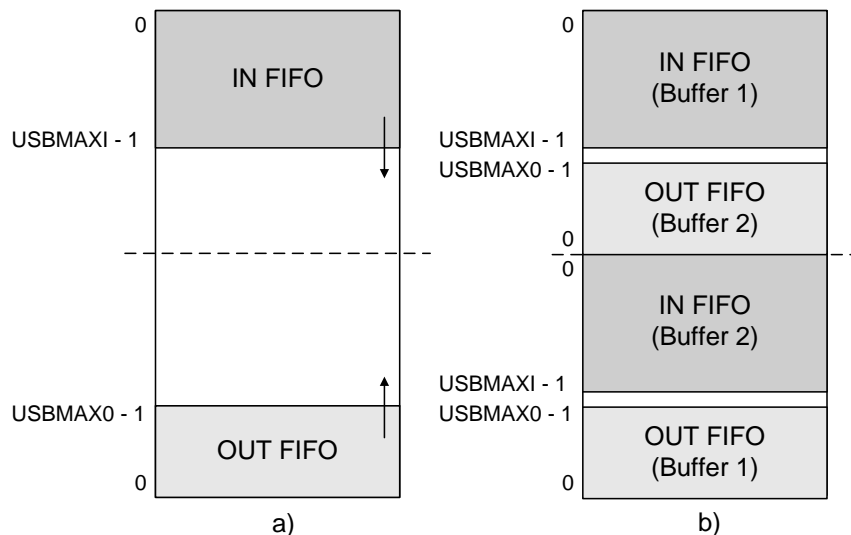 0
IN FIFO
USBMAXI - 1
USBMAX0 - 1
OUT FIFO
0
a)
0
IN FIFO
(Buffer 1)
USBMAXI - 1
USBMAX0 - 1
OUT FIFO
(Buffer 2)
0
0
IN FIFO
(Buffer 2)
USBMAXI - 1
USBMAX0 - 1
OUT FIFO
(Buffer 1)
0
b)